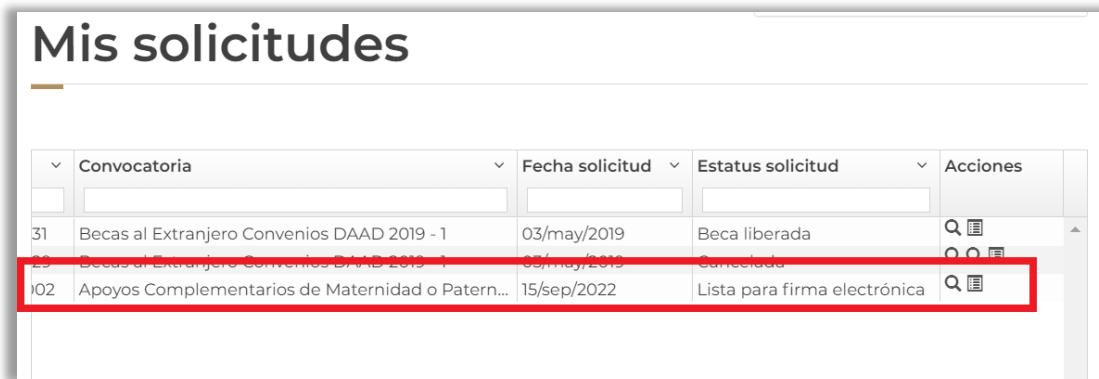 Mis solicitudes
Convocatoria Fecha solicitud Estatus solicitud Acciones
31 Becas al Extranjero Convenios DAAD 2019 - 1 03/may/2019 Beca liberada
29 Becas al Extranjero Convenios DAAD 2019 - 1 03/may/2019 Cancelada
002 Apoyos Complementarios de Maternidad o Patern... 15/sep/2022 Lista para firma electrónica